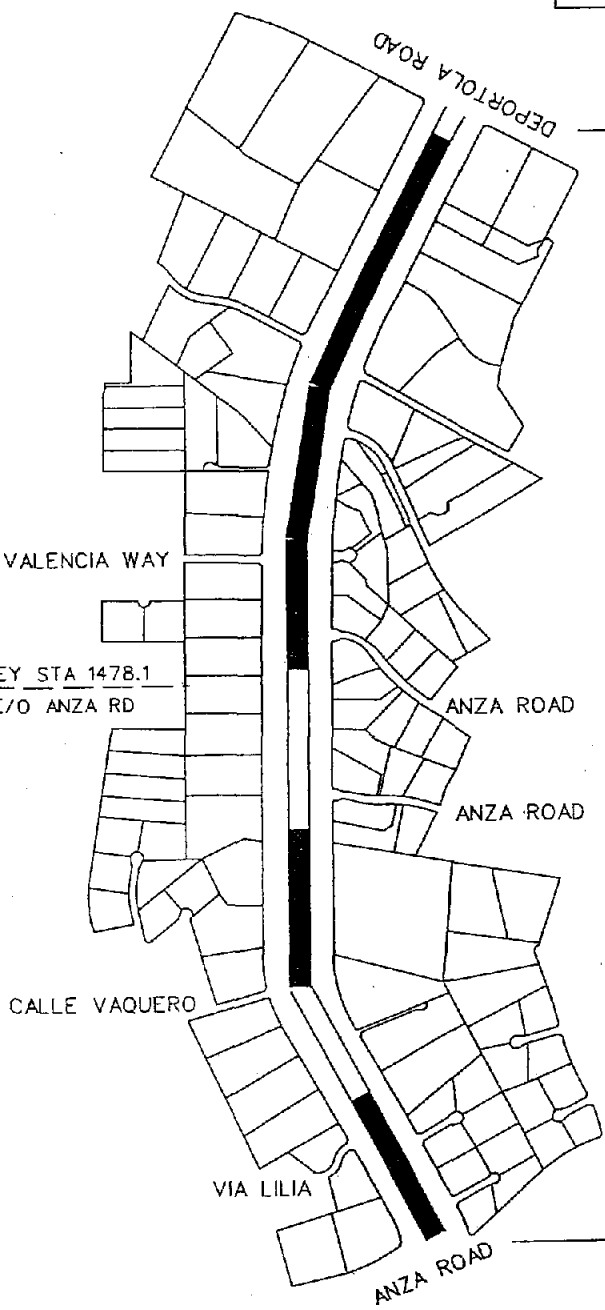 DEPORTOLA ROAD
VALENCIA WAY
EY STA 1478.1
/O ANZA RD
ANZA ROAD
ANZA ROAD
CALLE VAQUERO
VIA LILIA
ANZA ROAD